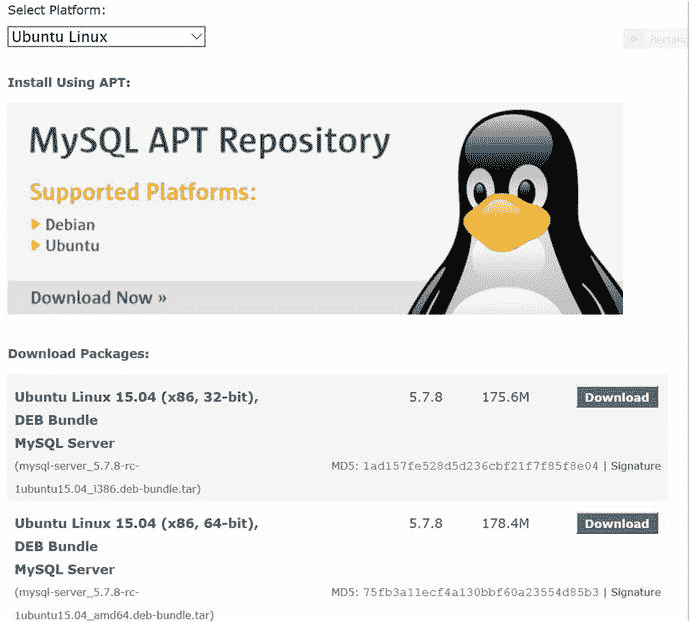 Select Platform:
Ubuntu Linux
Install Using APT:
MySQL APT Repository
Supported Platforms:
Debian
Ubuntu
Download Now »
Download Packages:
Ubuntu Linux 15.04 (x86, 32-bit), 5.7.8 175.6M Download
DEB Bundle
MySQL Server
(mysql-server_5.7.8-rc- MD5: 1ad157fe528d5d236cbf21f7f85f8e04 | Signature
1ubuntu15.04_i386.deb-bundle.tar)
Ubuntu Linux 15.04 (x86, 64-bit), 5.7.8 178.4M Download
DEB Bundle
MySQL Server
(mysql-server_5.7.8-rc- MD5: 75fb3a11ecf4a130bbf60a23554d85b3 | Signature
1ubuntu15.04_amd64.deb-bundle.tar)